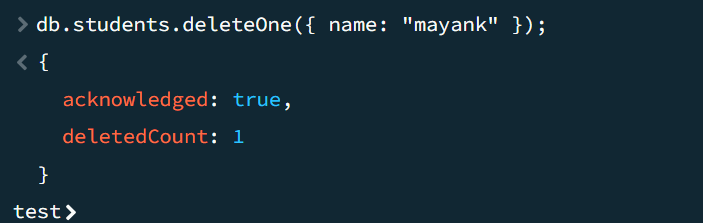 > db.students.deleteOne({ name: "mayank" });
< {
acknowledged: true,
deletedCount: 1
}
test>